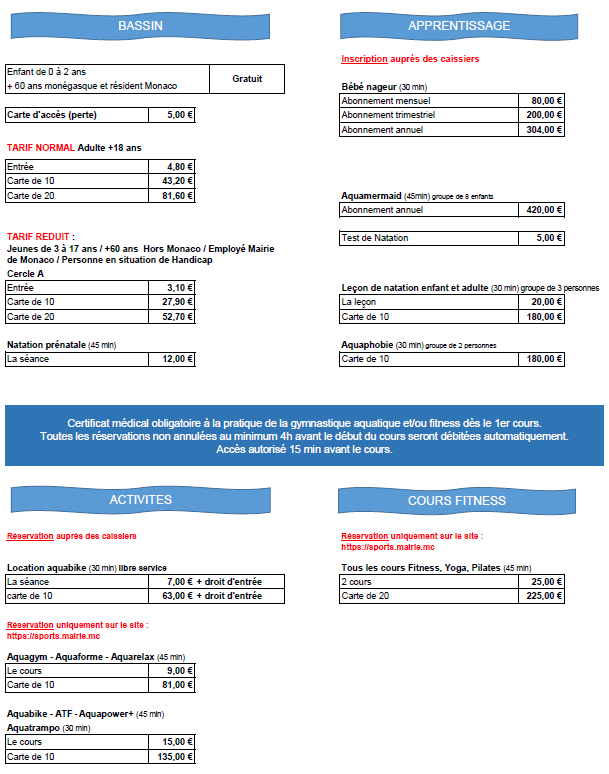 BASSIN
Enfant de 0 à 2 ans
+ 60 ans monégasque et résident Monaco
Gratuit
Carte d'accès (perte) 5,00 €
TARIF NORMAL Adulte +18 ans
Entrée 4,80 €
Carte de 10 43,20 €
Carte de 20 81,60 €
TARIF REDUIT :
Jeunes de 3 à 17 ans / +60 ans Hors Monaco / Employé Mairie
de Monaco / Personne en situation de Handicap
Cercle A
Entrée 3,10 €
Carte de 10 27,90 €
Carte de 20 52,70 €
Natation prénatale (45 min)
La séance 12,00 €
APPRENTISSAGE
Inscription auprès des caissiers
Bébé nageur (30 min)
Abonnement mensuel 80,00 €
Abonnement trimestriel 200,00 €
Abonnement annuel 304,00 €
Aquamermaid (45min) groupe de 8 enfants
Abonnement annuel 420,00 €
Test de Natation 5,00 €
Leçon de natation enfant et adulte (30 min) groupe de 3 personnes
La leçon 20,00 €
Carte de 10 180,00 €
Aquaphobie (30 min) groupe de 2 personnes
Carte de 10 180,00 €
Certificat médical obligatoire à la pratique de la gymnastique aquatique et/ou fitness dès le 1er cours.
Toutes les réservations non annulées au minimum 4h avant le début du cours seront débitées automatiquement.
Accès autorisé 15 min avant le cours.
ACTIVITES
Réservation auprès des caissiers
Location aquabike (30 min) libre service
La séance 7,00 € + droit d'entrée
carte de 10 63,00 € + droit d'entrée
Réservation uniquement sur le site :
https://sports.mairie.mc
Aquagym - Aquaforme - Aquarelax (45 min)
Le cours 9,00 €
Carte de 10 81,00 €
Aquabike - ATF - Aquapower+ (45 min)
Aquatrampo (30 min)
Le cours 15,00 €
Carte de 10 135,00 €
COURS FITNESS
Réservation uniquement sur le site :
https://sports.mairie.mc
Tous les cours Fitness, Yoga, Pilates (45 min)
2 cours 25,00 €
Carte de 20 225,00 €